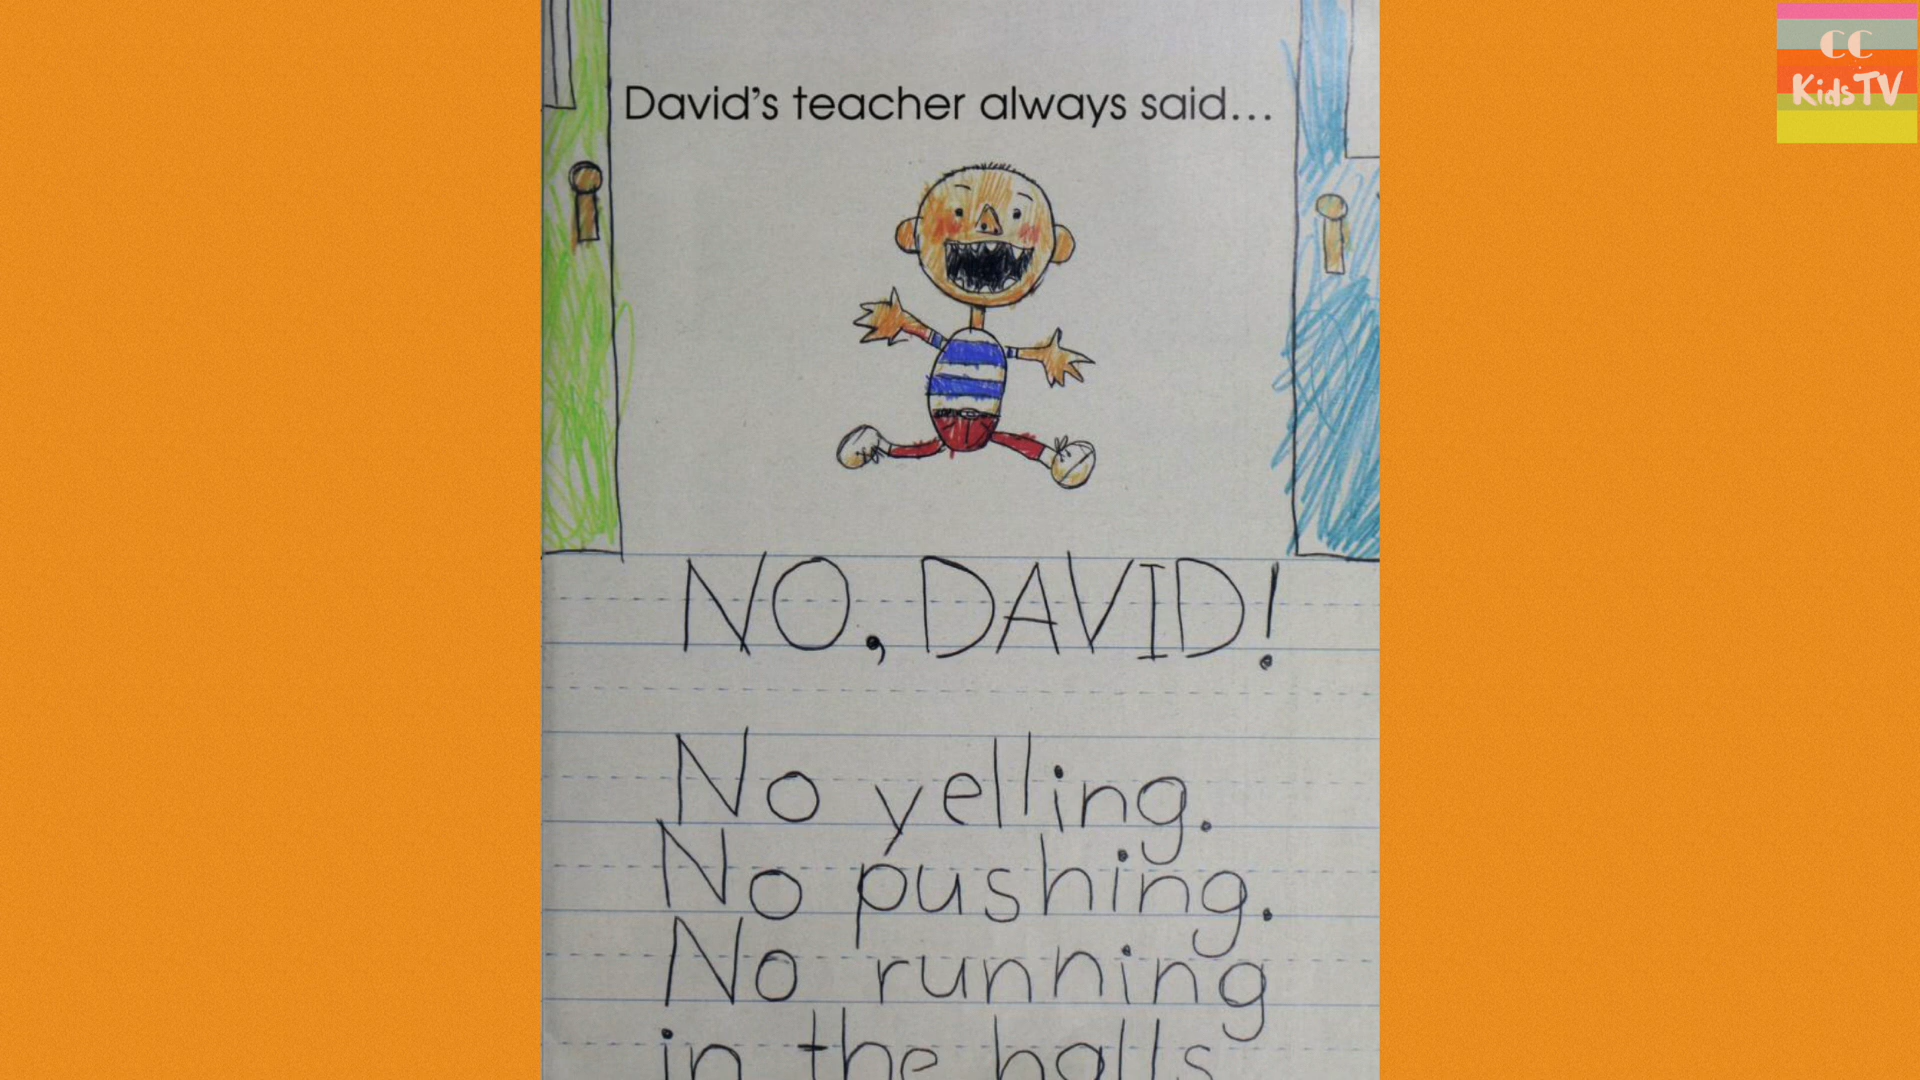 CC
KidsTV
David's teacher always said...
NO, DAVID!
No yelling.
No pushing.
No running
in the halls